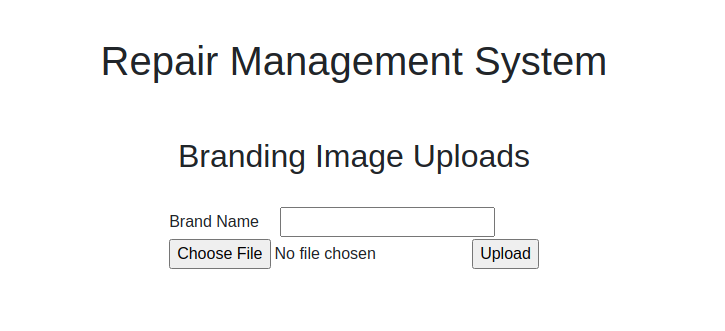 Repair Management System
Branding Image Uploads
Brand Name
Choose File No file chosen Upload